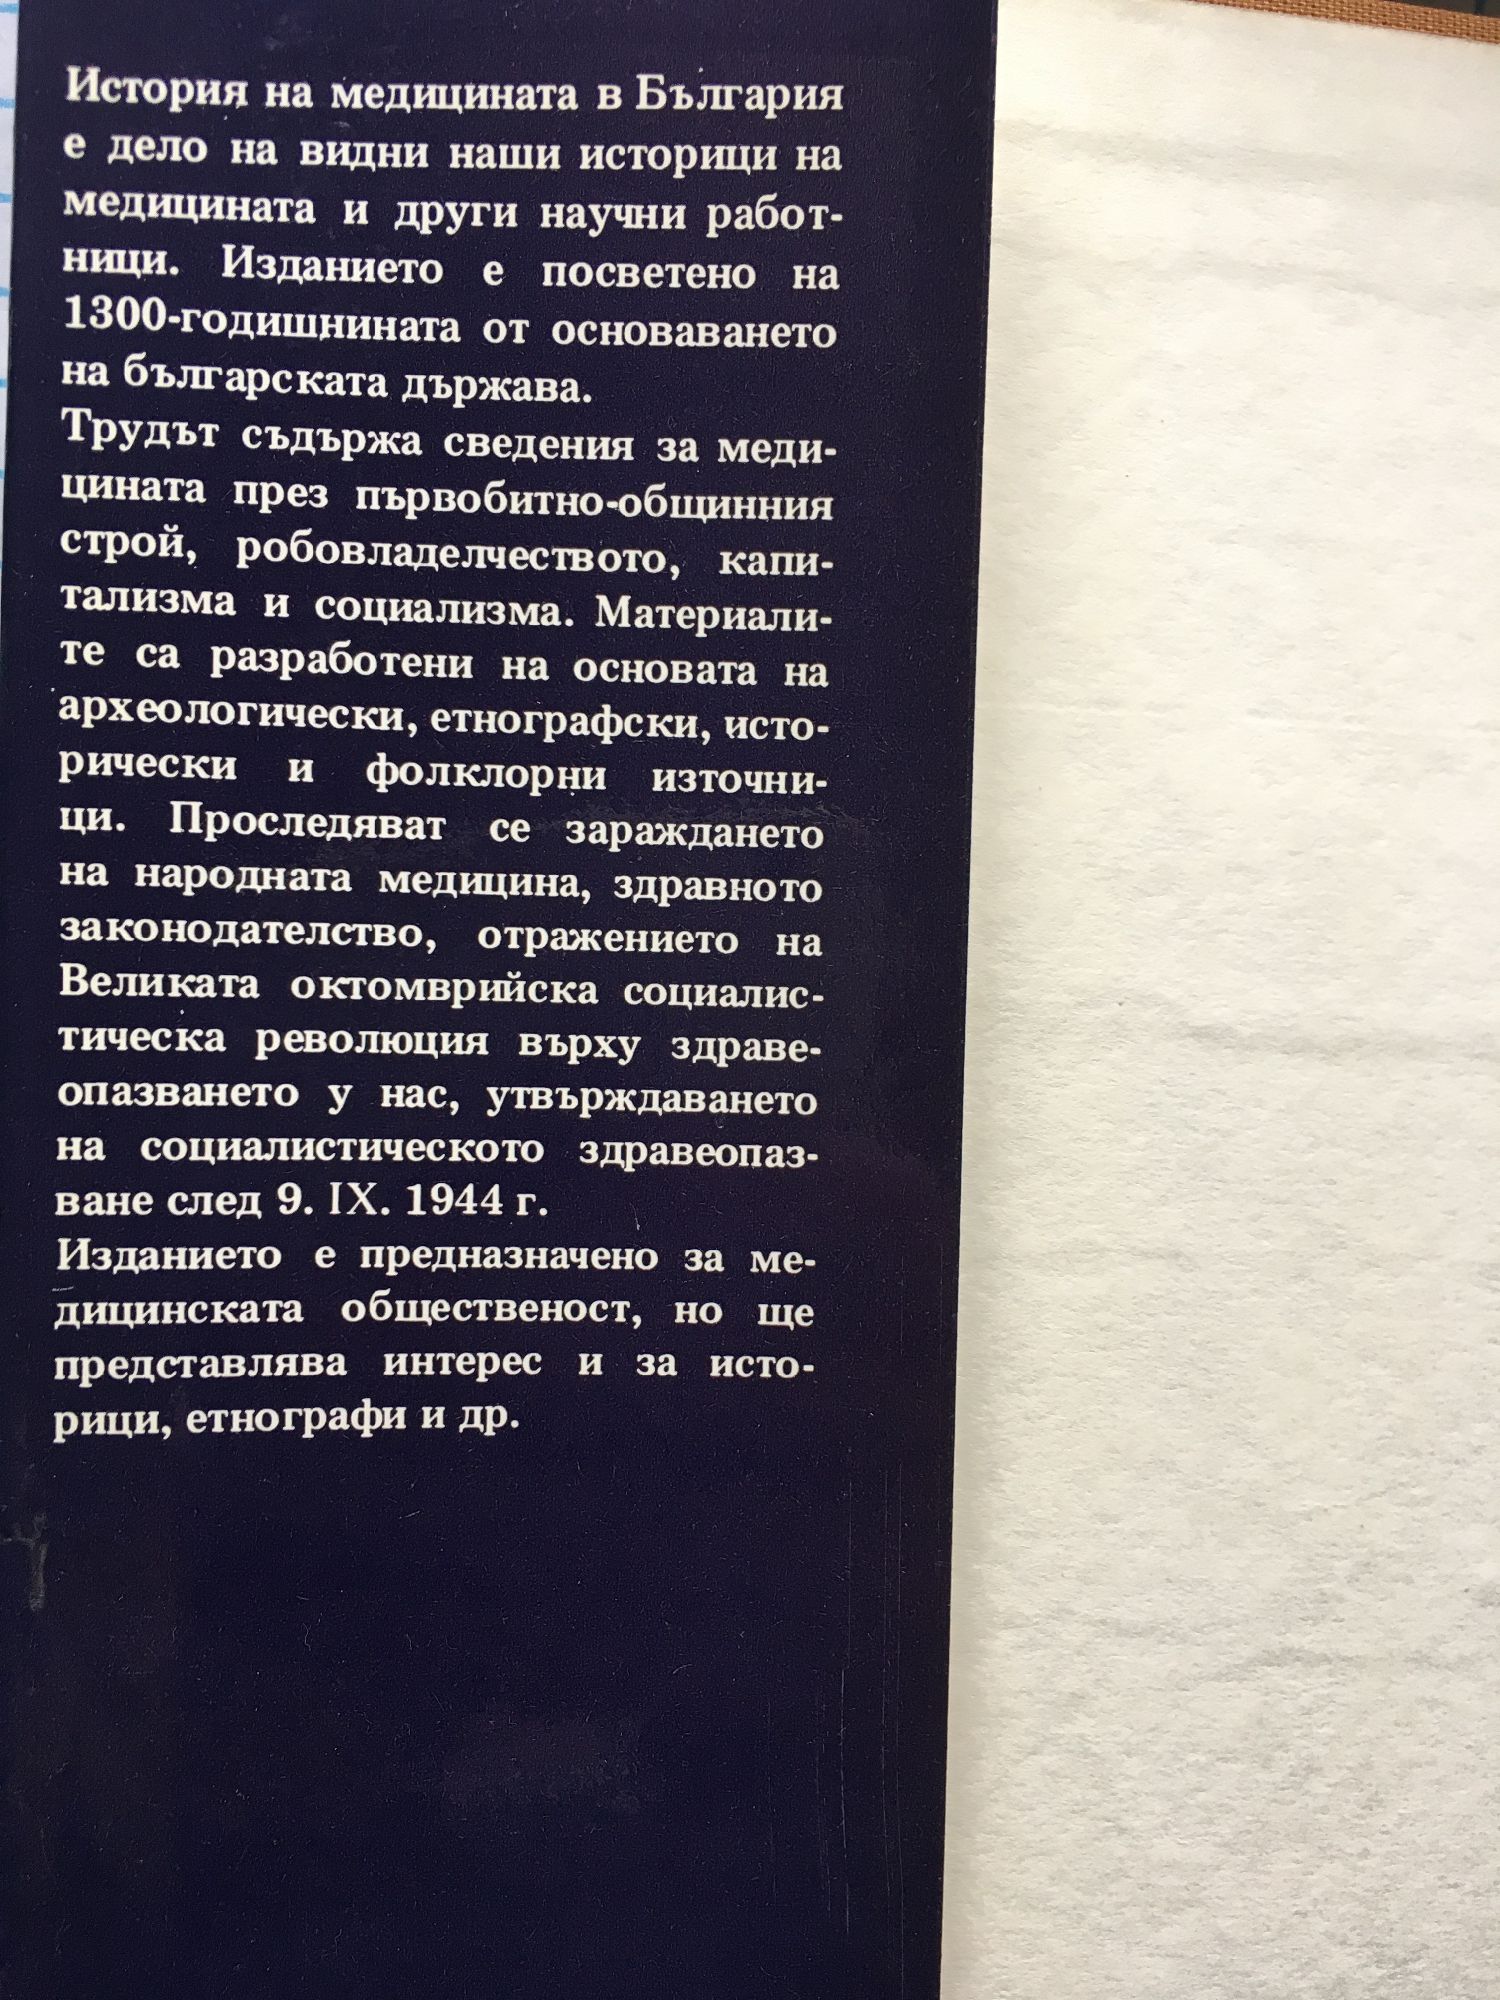 История на медицината в България
е дело на видни наши историци на
медицината и други научни работ-
ници. Изданието е посветено на
1300-годишнината от основаването
на българската държава.
Трудът съдържа сведения за меди-
цината през първобитно-общинния
строй, робовладелчеството, капи-
тализма и социализма. Материали-
те са разработени на основата на
археологически, етнографски, исто-
рически и фолклорни източни-
ци. Проследяват се зараждането
на народната медицина, здравното
законодателство, отражението на
Великата октомврийска социалис-
тическа революция върху здраве-
опазването у нас, утвърждаването
на социалистическото здравеопаз-
ване след 9. IX. 1944 г.
Изданието е предназначено за ме-
дицинската общественост, но ще
представлява интерес и за исто-
рици, етнографи и др.